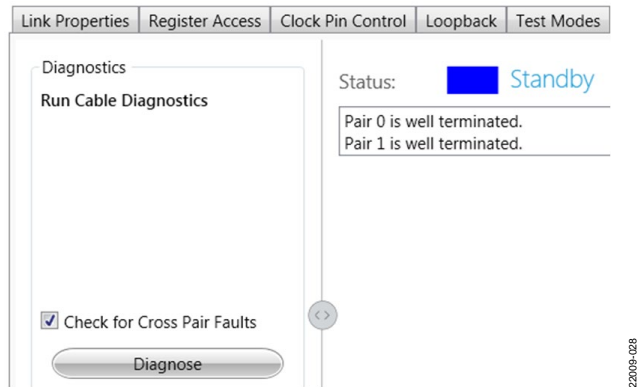 Link Properties
Register Access
Clock Pin Control
Loopback
Test Modes
Diagnostics
Run Cable Diagnostics
Check for Cross Pair Faults
Diagnose
Status:
Standby
Pair 0 is well terminated.
Pair 1 is well terminated.
2009-028